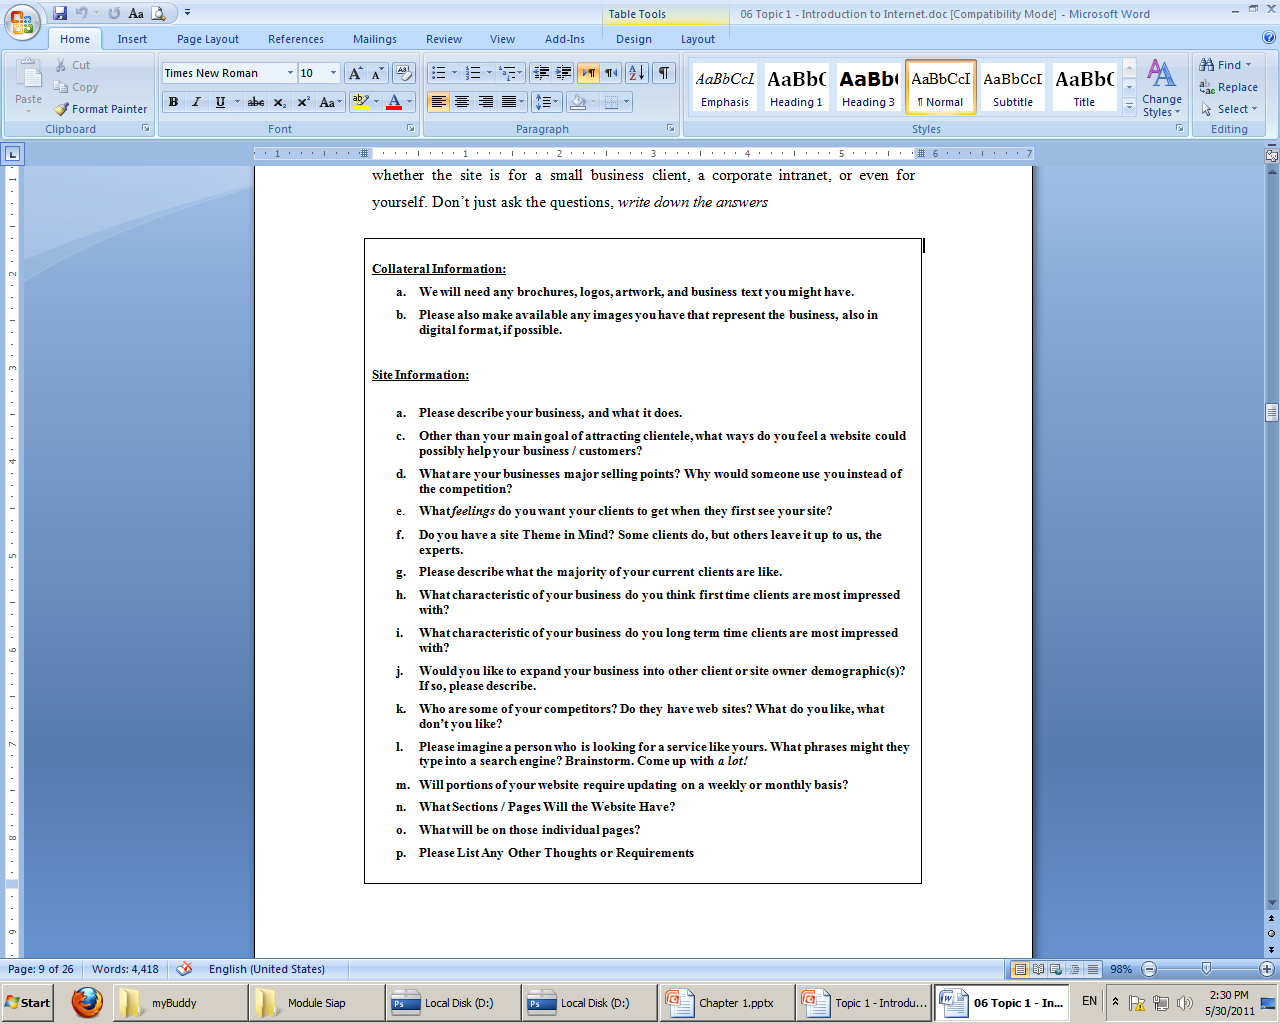 Table Tools
06 Topic 1 - Introduction to Internet.doc [Compatibility Mode] - Microsoft Word
Home Insert Page Layout References Mailings Review View Add-Ins Design Layout
Paste
Cut
Copy
Format Painter
Clipboard
Times New Roman 10
Font
Paragraph
AaBbCcI AaBbC AaBb AaBbCcI AaBbCcI AaBbC
Emphasis Heading 1 Heading 3 ¶ Normal Subtitle Title
Change Styles
Styles
Find
Replace
Select
Editing
1 1 2 3 4 5 6 7
whether the site is for a small business client, a corporate intranet, or even for
yourself. Don’t just ask the questions, write down the answers
Collateral Information:
a. We will need any brochures, logos, artwork, and business text you might have.
b. Please also make available any images you have that represent the business, also in
digital format, if possible.
Site Information:
a. Please describe your business, and what it does.
c. Other than your main goal of attracting clientele, what ways do you feel a website could
possibly help your business / customers?
d. What are your businesses major selling points? Why would someone use you instead of
the competition?
e. What feelings do you want your clients to get when they first see your site?
f. Do you have a site Theme in Mind? Some clients do, but others leave it up to us, the
experts.
g. Please describe what the majority of your current clients are like.
h. What characteristic of your business do you think first time clients are most impressed
with?
i. What characteristic of your business do you long term time clients are most impressed
with?
j. Would you like to expand your business into other client or site owner demographic(s)?
If so, please describe.
k. Who are some of your competitors? Do they have web sites? What do you like, what
don’t you like?
l. Please imagine a person who is looking for a service like yours. What phrases might they
type into a search engine? Brainstorm. Come up with a lot!
m. Will portions of your website require updating on a weekly or monthly basis?
n. What Sections / Pages Will the Website Have?
o. What will be on those individual pages?
p. Please List Any Other Thoughts or Requirements
Page: 9 of 26 Words: 4,418 English (United States) 98%
Start myBuddy Module Siap Local Disk (D:) Local Disk (D:) Chapter 1.pptx Topic 1 - Introdu... 06 Topic 1 - In... EN 2:30 PM
5/30/2011